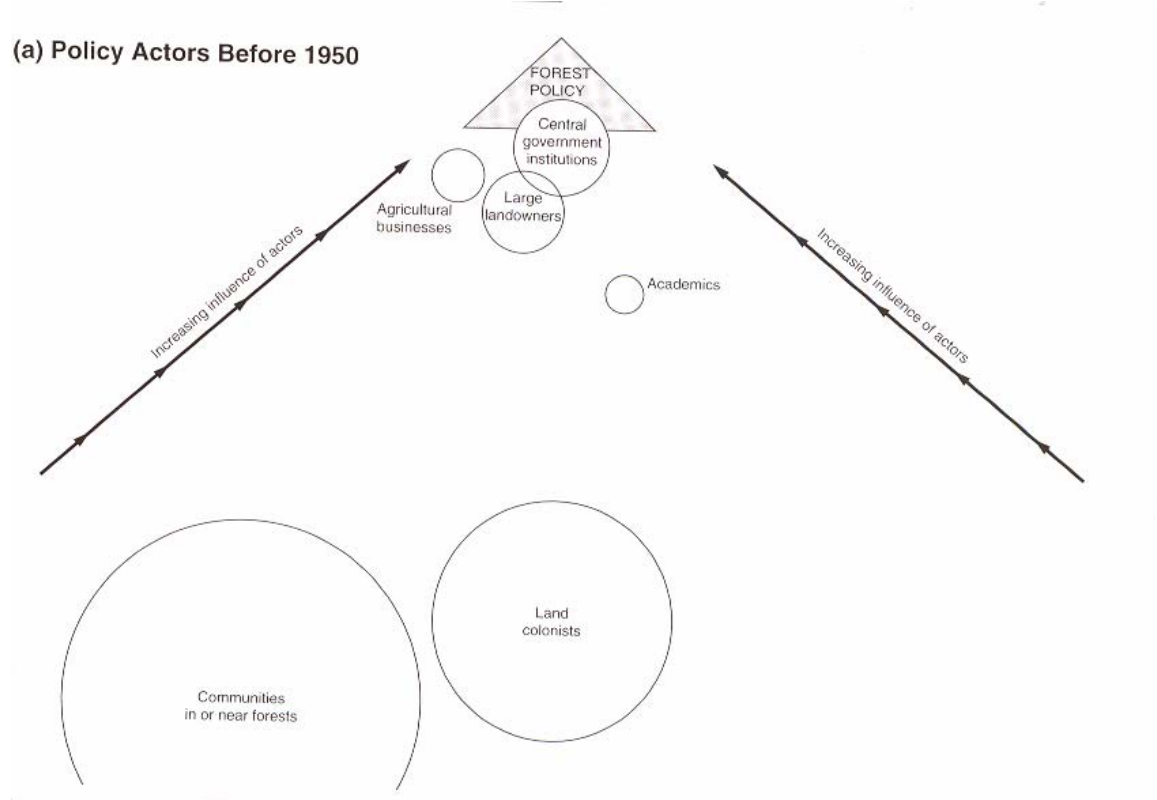 (a) Policy Actors Before 1950
FOREST
POLICY
Central
government
institutions
Agricultural
businesses
Large
landowners
Increasing influence of actors
Increasing influence of actors
Academics
Land
colonists
Communities
in or near forests